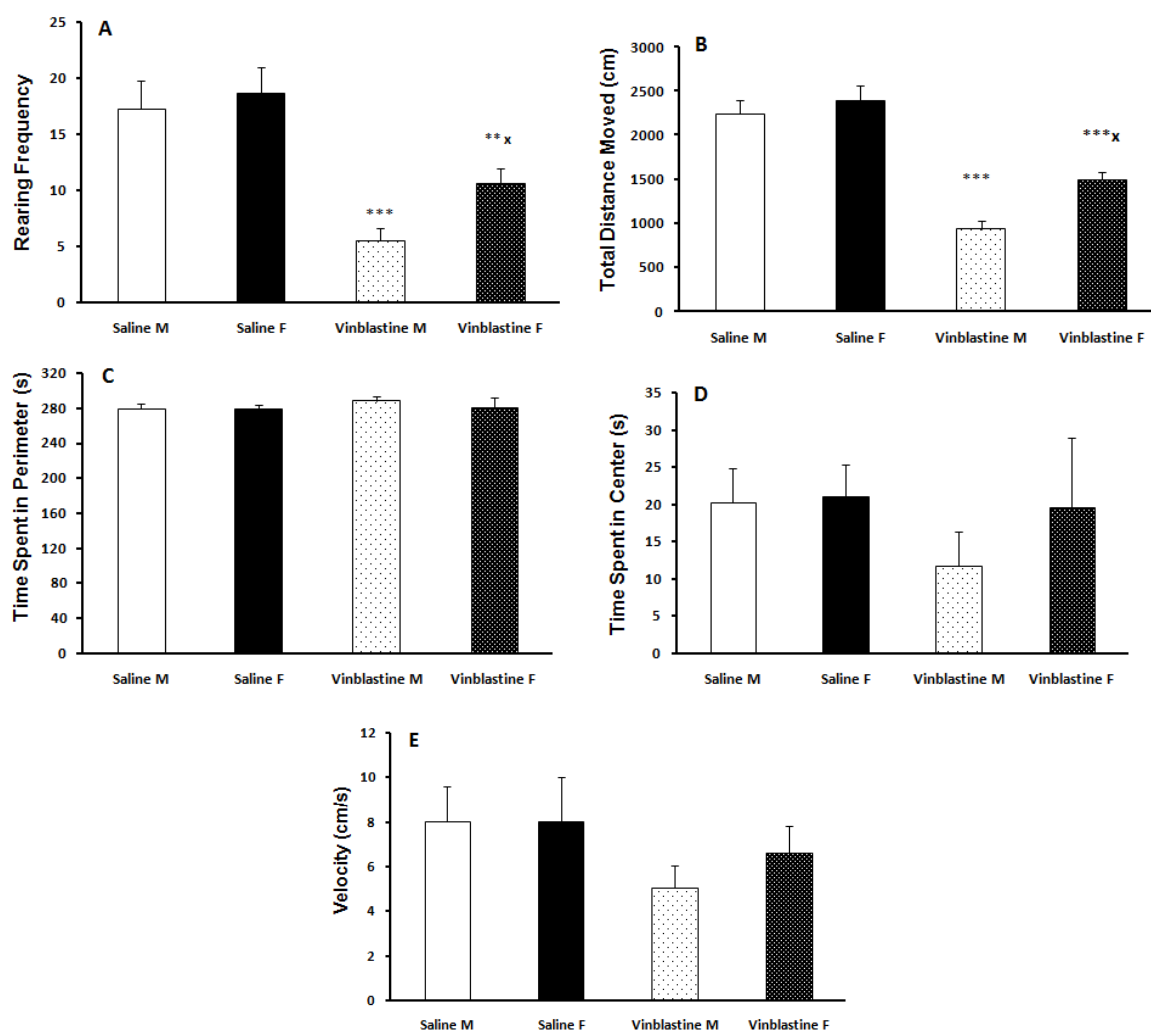 A
Rearing Frequency
25
20
15
10
5
0
***
**x
Saline M Saline F Vinblastine M Vinblastine F
B
Total Distance Moved (cm)
3000
2500
2000
1500
1000
500
0
***
***x
Saline M Saline F Vinblastine M Vinblastine F
C
Time Spent in Perimeter (s)
320
280
240
200
160
120
80
40
0
Saline M Saline F Vinblastine M Vinblastine F
D
Time Spent in Center (s)
35
30
25
20
15
10
5
0
Saline M Saline F Vinblastine M Vinblastine F
E
Velocity (cm/s)
12
10
8
6
4
2
0
Saline M Saline F Vinblastine M Vinblastine F